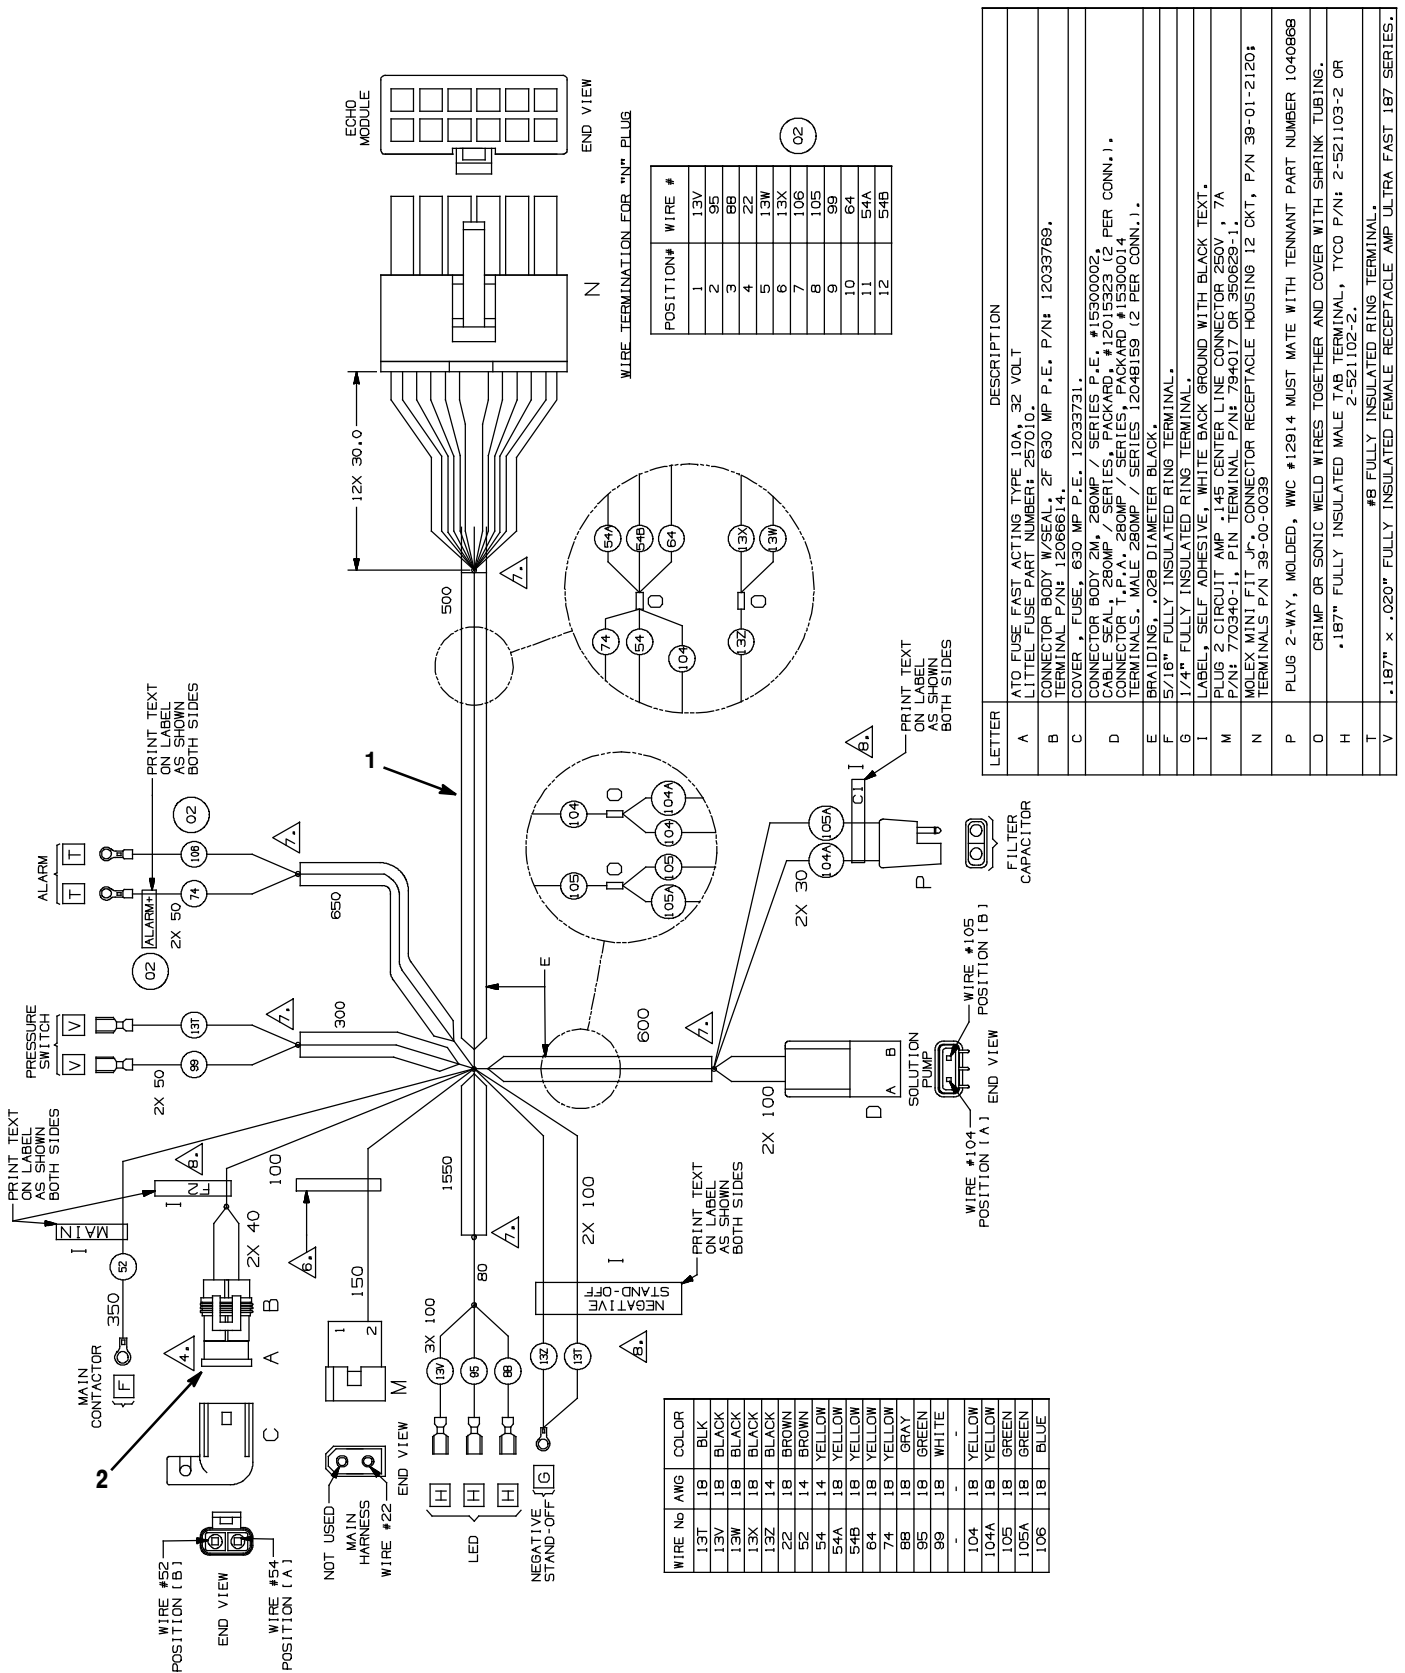 ECHO
MODULE
END VIEW
N
12X 30.0
500
7.
WIRE TERMINATION FOR "N" PLUG
POSITION# WIRE #
1 13V
2 95
3 88
4 22
5 13W
6 13X
7 106
8 105
9 99
10 64
11 54A
12 54B
02
54A
54B
64
O
74
54
104
13X
13W
O
13Z
1
ALARM
T
T
ALARM+
PRINT TEXT
ON LABEL
AS SHOWN
BOTH SIDES
106
74
02
02
2X 50
7.
650
PRESSURE
SWITCH
V
V
13T
99
2X 50
7.
300
104
O
104A
104
105
O
105
105A
E
600
7.
PRINT TEXT
ON LABEL
AS SHOWN
BOTH SIDES
I
8.
C1
105A
104A
2X 30
P
FILTER
CAPACITOR
2X 100
A
B
D
SOLUTION
PUMP
END VIEW
WIRE #105
POSITION [B]
WIRE #104
POSITION [A]
PRINT TEXT
ON LABEL
AS SHOWN
BOTH SIDES
MAIN
I
F2
I
8.
52
350
MAIN
CONTACTOR
F
100
2X 40
4.
A
B
C
2
WIRE #52
POSITION [B]
END VIEW
WIRE #54
POSITION [A]
6.
150
1
2
M
END VIEW
NOT USED
MAIN
HARNESS
WIRE #22
1550
7.
80
3X 100
13V
95
88
H
H
H
LED
2X 100
I
NEGATIVE
STAND-OFF
PRINT TEXT
ON LABEL
AS SHOWN
BOTH SIDES
8.
13Z
13T
G
NEGATIVE
STAND-OFF
WIRE No AWG COLOR
13T 18 BLK
13V 18 BLACK
13W 18 BLACK
13X 18 BLACK
13Z 14 BLACK
22 18 BROWN
52 14 BROWN
54 14 YELLOW
54A 18 YELLOW
54B 18 YELLOW
64 18 YELLOW
74 18 YELLOW
88 18 GRAY
95 18 GREEN
99 18 WHITE
- - -
104 18 YELLOW
104A 18 YELLOW
105 18 GREEN
105A 18 GREEN
106 18 BLUE
LETTER DESCRIPTION
A ATO FUSE FAST ACTING TYPE 10A, 32 VOLT
LITTEL FUSE PART NUMBER: 257010.
B CONNECTOR BODY W/SEAL. 2F 630 MP P.E. P/N: 12033769.
TERMINAL P/N: 12066614.
C COVER , FUSE, 630 MP P.E. 12033731.
D CONNECTOR BODY 2M, 280MP / SERIES P.E. #15300002,
CABLE SEAL, 280MP / SERIES, PACKARD, #12015323 (2 PER CONN.).
CONNECTOR T.P.A. 280MP / SERIES, PACKARD #15300014
TERMINALS. MALE 280MP / SERIES 12048159 (2 PER CONN.).
E BRAIDING, .028 DIAMETER BLACK.
F 5/16" FULLY INSULATED RING TERMINAL.
G 1/4" FULLY INSULATED RING TERMINAL.
I LABEL, SELF ADHESIVE, WHITE BACK GROUND WITH BLACK TEXT.
M PLUG 2 CIRCUIT AMP .145 CENTER LINE CONNECTOR 250V , 7A
P/N: 770340-1, PIN TERMINAL P/N: 794017 OR 350629-1.
N MOLEX MINI FIT Jr. CONNECTOR RECEPTACLE HOUSING 12 CKT, P/N 39-01-2120;
TERMINALS P/N 39-00-0039
P PLUG 2-WAY, MOLDED, WWC #12914 MUST MATE WITH TENNANT PART NUMBER 1040868
O CRIMP OR SONIC WELD WIRES TOGETHER AND COVER WITH SHRINK TUBING.
H .187" FULLY INSULATED MALE TAB TERMINAL, TYCO P/N: 2-521103-2 OR
2-521102-2.
T #8 FULLY INSULATED RING TERMINAL.
V .187" x .020" FULLY INSULATED FEMALE RECEPTACLE AMP ULTRA FAST 187 SERIES.